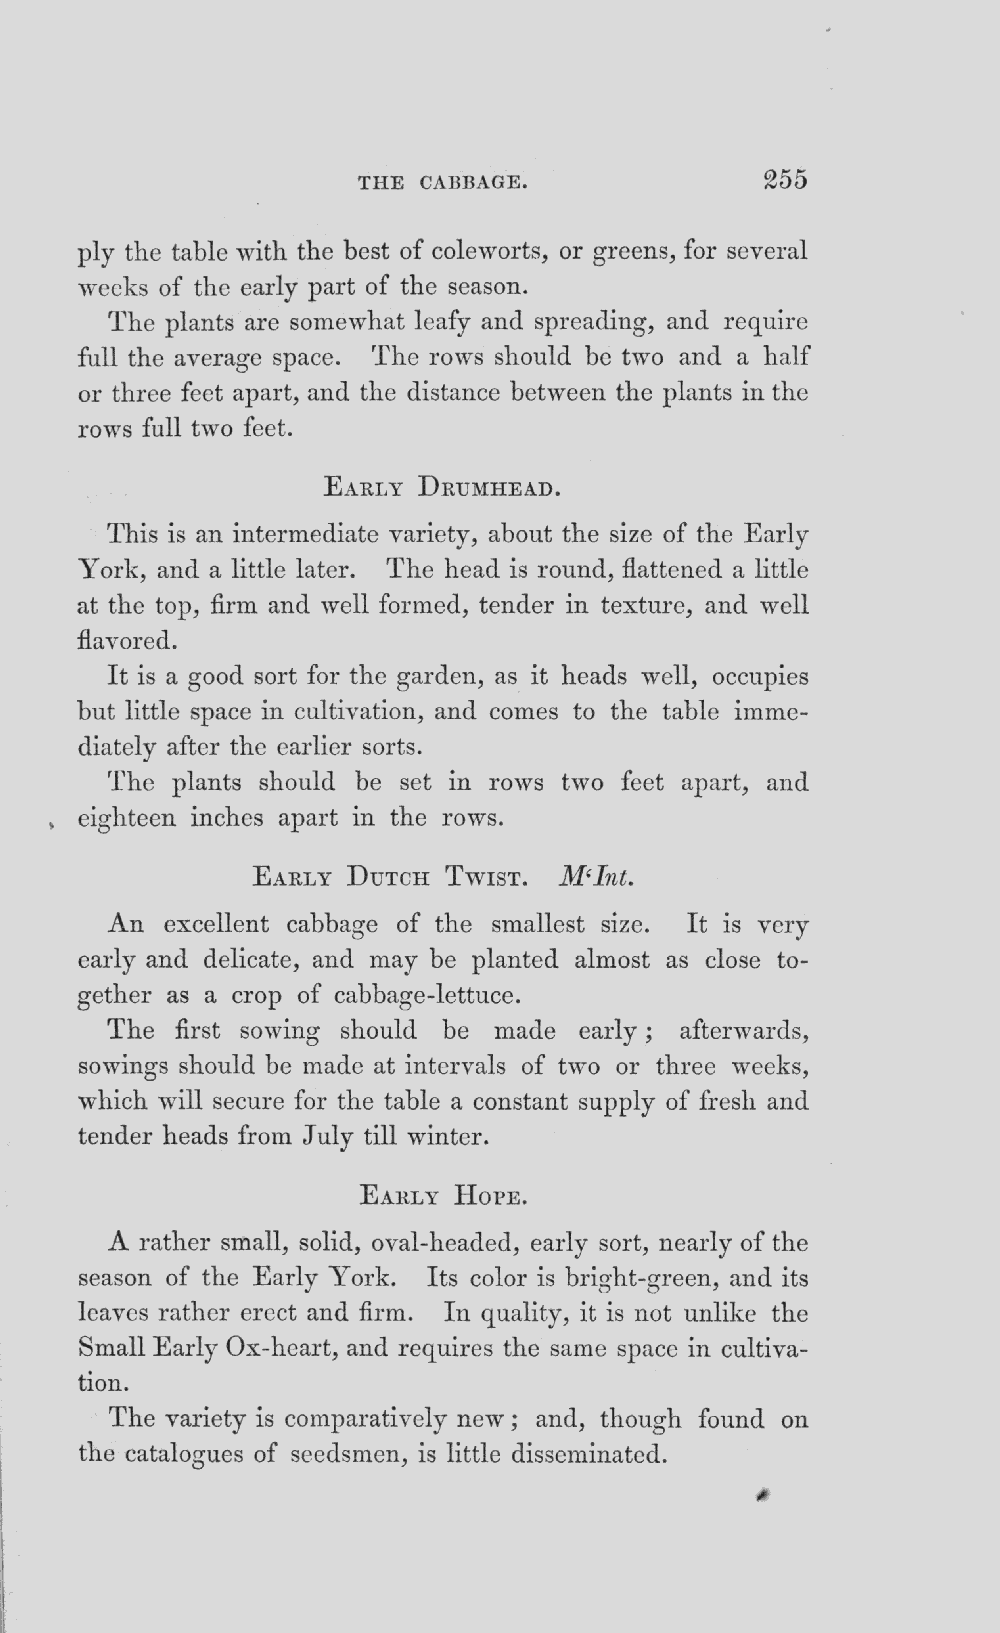 THE CABBAGE. 255
ply the table with the best of coleworts, or greens, for several
weeks of the early part of the season.
The plants are somewhat leafy and spreading, and require
full the average space. The rows should be two and a half
or three feet apart, and the distance between the plants in the
rows full two feet.
EARLY DRUMHEAD.
This is an intermediate variety, about the size of the Early
York, and a little later. The head is round, flattened a little
at the top, firm and well formed, tender in texture, and well
flavored.
It is a good sort for the garden, as it heads well, occupies
but little space in cultivation, and comes to the table imme-
diately after the earlier sorts.
The plants should be set in rows two feet apart, and
eighteen inches apart in the rows.
EARLY DUTCH TWIST. M‘Int.
An excellent cabbage of the smallest size. It is very
early and delicate, and may be planted almost as close to-
gether as a crop of cabbage-lettuce.
The first sowing should be made early; afterwards,
sowings should be made at intervals of two or three weeks,
which will secure for the table a constant supply of fresh and
tender heads from July till winter.
EARLY HOPE.
A rather small, solid, oval-headed, early sort, nearly of the
season of the Early York. Its color is bright-green, and its
leaves rather erect and firm. In quality, it is not unlike the
Small Early Ox-heart, and requires the same space in cultiva-
tion.
The variety is comparatively new; and, though found on
the catalogues of seedsmen, is little disseminated.